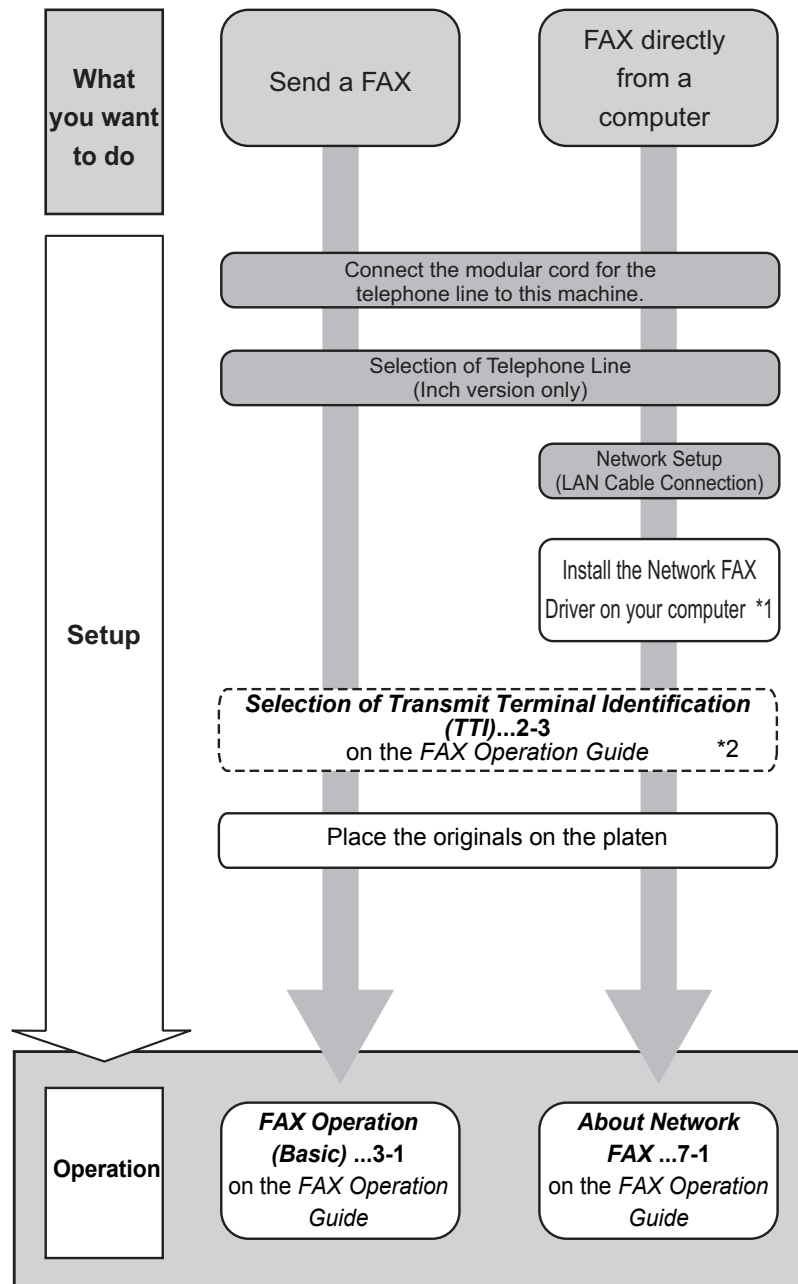 What
you want
to do
Send a FAX
FAX directly
from a
computer
Connect the modular cord for the
telephone line to this machine.
Selection of Telephone Line
(Inch version only)
Network Setup
(LAN Cable Connection)
Install the Network FAX
Driver on your computer *1
Setup
Selection of Transmit Terminal Identification
(TTI)...2-3
on the FAX Operation Guide *2
Place the originals on the platen
Operation
FAX Operation
(Basic) ...3-1
on the FAX Operation
Guide
About Network
FAX ...7-1
on the FAX Operation
Guide